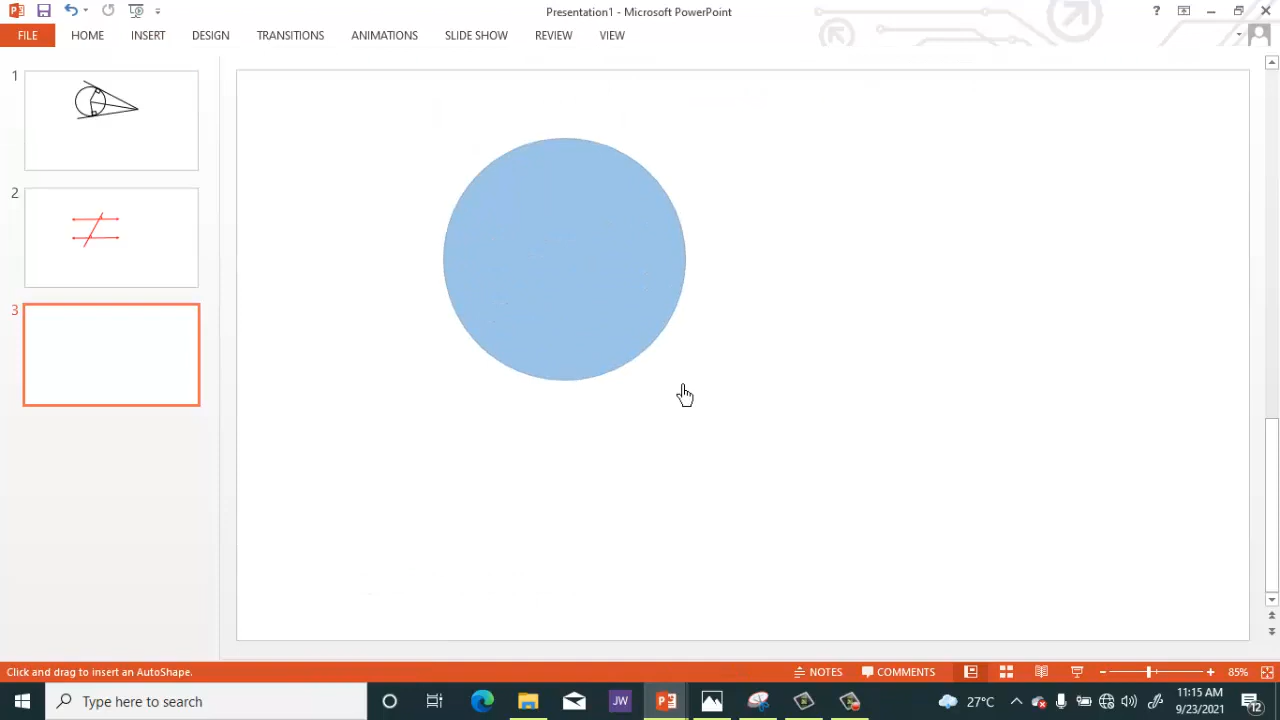 Presentation1 - Microsoft PowerPoint
?
FILE HOME INSERT DESIGN TRANSITIONS ANIMATIONS SLIDE SHOW REVIEW VIEW
1
2
3
Click and drag to insert an AutoShape.
NOTES COMMENTS 85%
Type here to search
JW
27°C
11:15 AM
9/23/2021
12